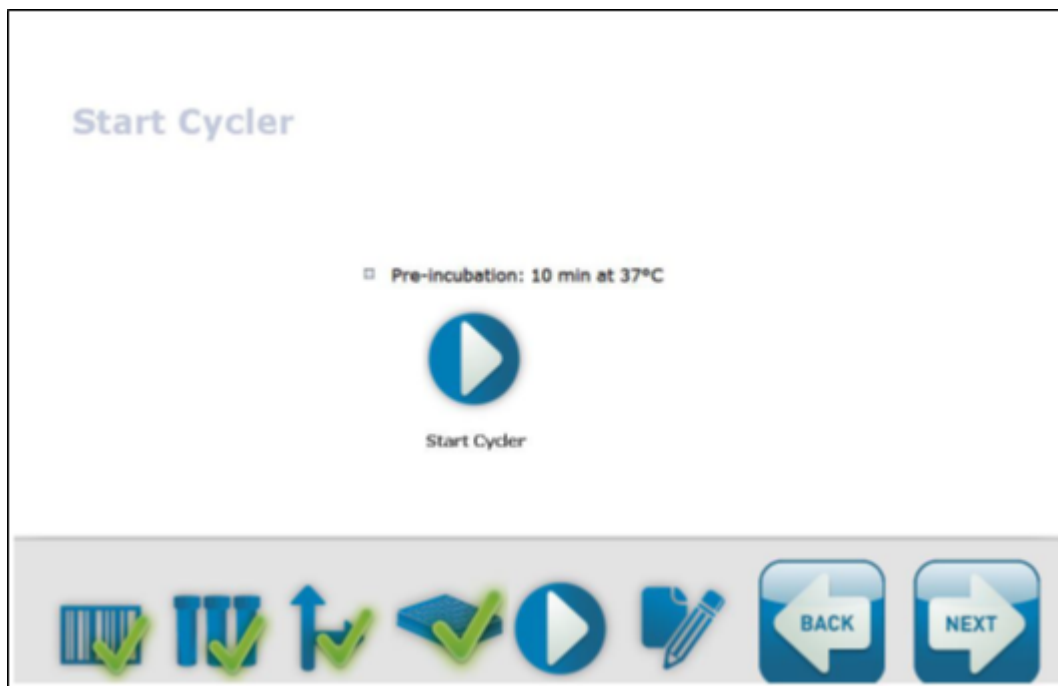 Start Cycler
Pre-incubation: 10 min at 37°C
Start Cycler
BACK
NEXT